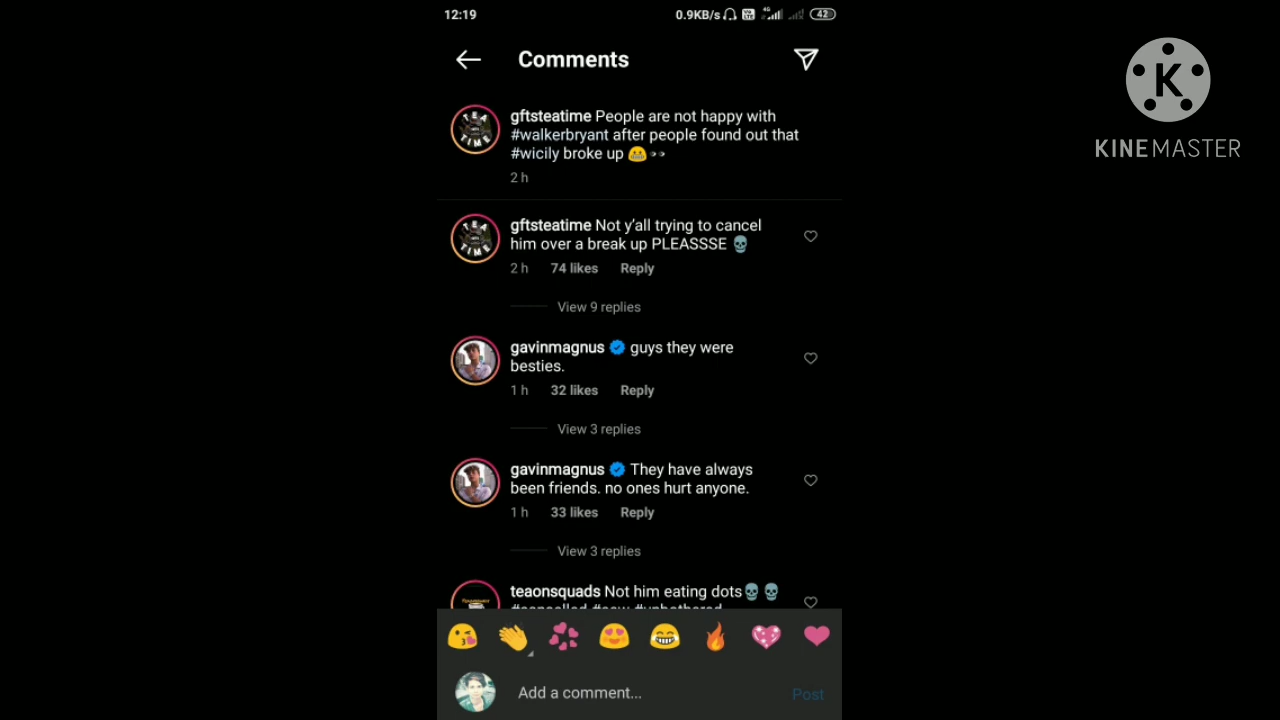 12:19
0.9KB/s
4G
42
Comments
gftsteatime People are not happy with
#walkerbryant after people found out that
#wicily broke up 😬👀
2 h
gftsteatime Not y'all trying to cancel
him over a break up PLEASSSE 💀
2 h 74 likes Reply
View 9 replies
gavinmagnus guys they were
besties.
1 h 32 likes Reply
View 3 replies
gavinmagnus They have always
been friends. no ones hurt anyone.
1 h 33 likes Reply
View 3 replies
teaonsquads Not him eating dots💀💀
Add a comment...
Post
K
KINEMASTER